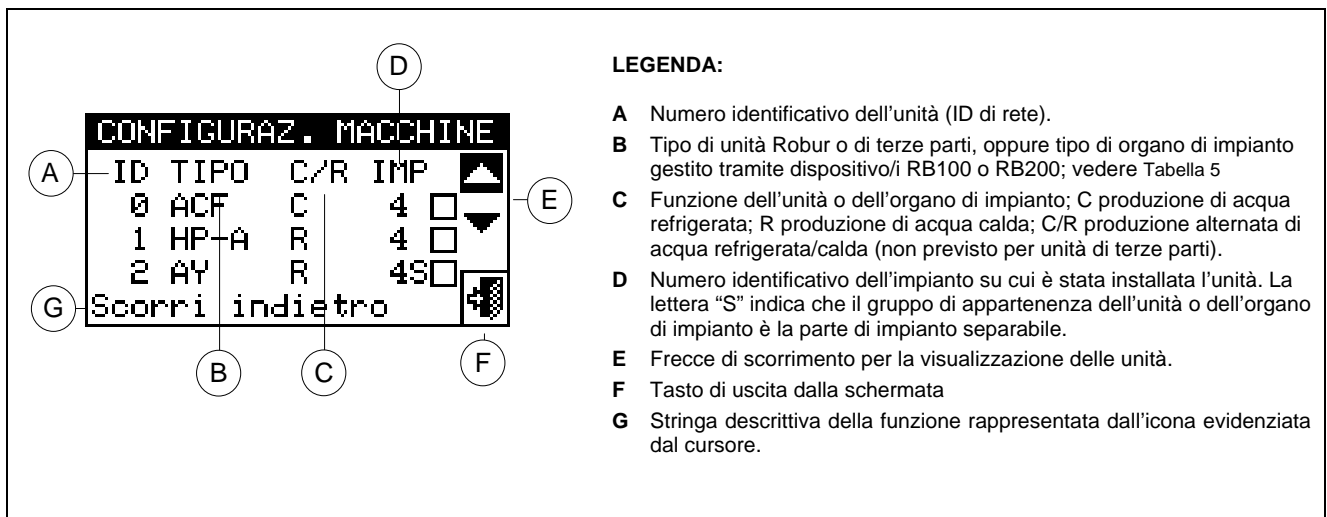 D
CONFIGURAZ. MACCHINE
A
ID TIPO C/R IMP
0 ACF C 4
1 HP-A R 4
2 AY R 4S
Scorri indietro
E
G
B
C
F
LEGENDA:
A Numero identificativo dell'unità (ID di rete).
B Tipo di unità Robur o di terze parti, oppure tipo di organo di impianto
gestito tramite dispositivo/i RB100 o RB200; vedere Tabella 5
C Funzione dell'unità o dell'organo di impianto; C produzione di acqua
refrigerata; R produzione di acqua calda; C/R produzione alternata di
acqua refrigerata/calda (non previsto per unità di terze parti).
D Numero identificativo dell'impianto su cui è stata installata l'unità. La
lettera “S” indica che il gruppo di appartenenza dell'unità o dell'organo
di impianto è la parte di impianto separabile.
E Frecce di scorrimento per la visualizzazione delle unità.
F Tasto di uscita dalla schermata
G Stringa descrittiva della funzione rappresentata dall'icona evidenziata
dal cursore.